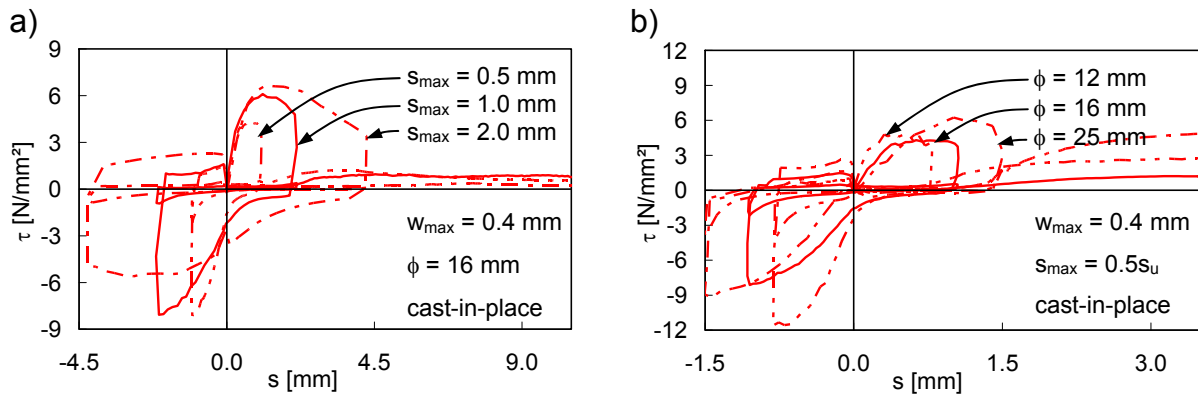 a)
9
6
3
0
-3
-6
-9
τ [N/mm²]
s_max = 0.5 mm
s_max = 1.0 mm
s_max = 2.0 mm
w_max = 0.4 mm
ϕ = 16 mm
cast-in-place
-4.5 0.0 4.5 9.0
s [mm]
b)
12
9
6
3
0
-3
-6
-9
-12
τ [N/mm²]
ϕ = 12 mm
ϕ = 16 mm
ϕ = 25 mm
w_max = 0.4 mm
s_max = 0.5s_u
cast-in-place
-1.5 0.0 1.5 3.0
s [mm]